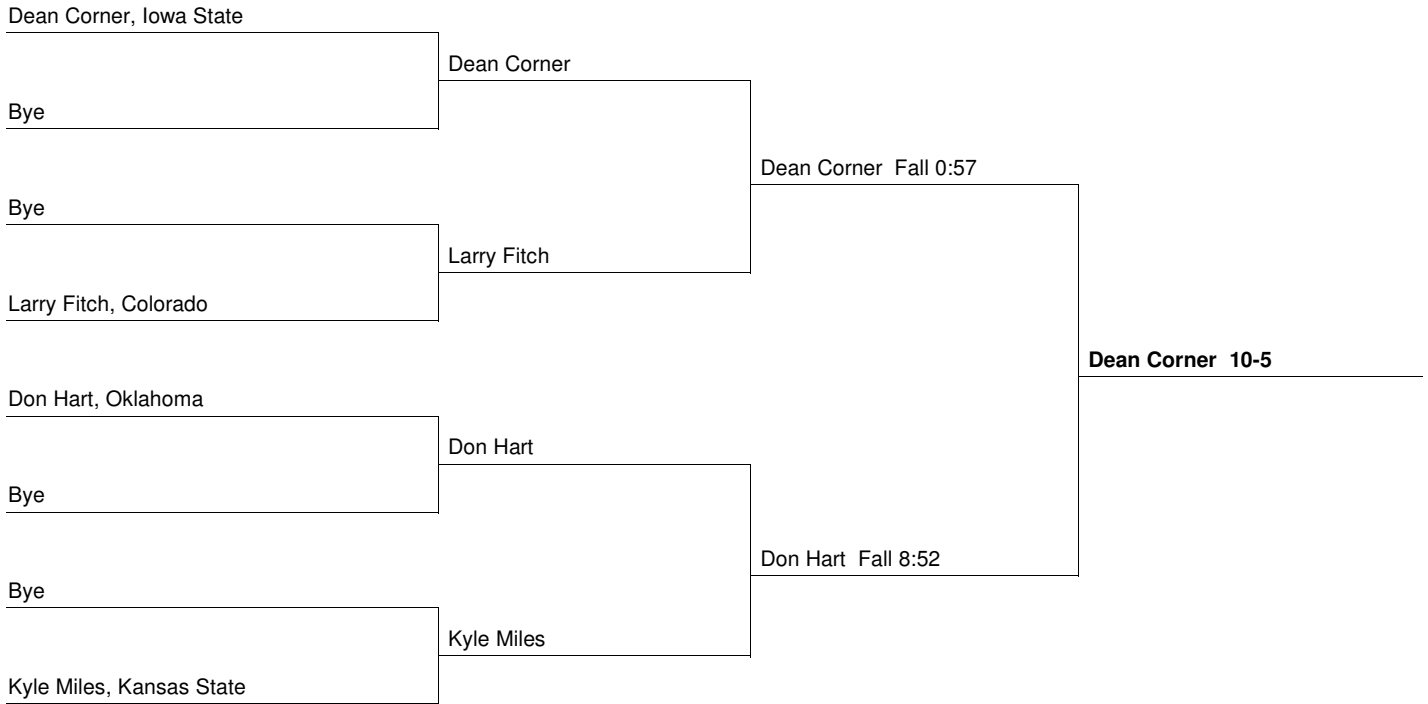 Dean Corner, Iowa State
Dean Corner
Bye
Dean Corner Fall 0:57
Bye
Larry Fitch
Larry Fitch, Colorado
Dean Corner 10-5
Don Hart, Oklahoma
Don Hart
Bye
Don Hart Fall 8:52
Bye
Kyle Miles
Kyle Miles, Kansas State